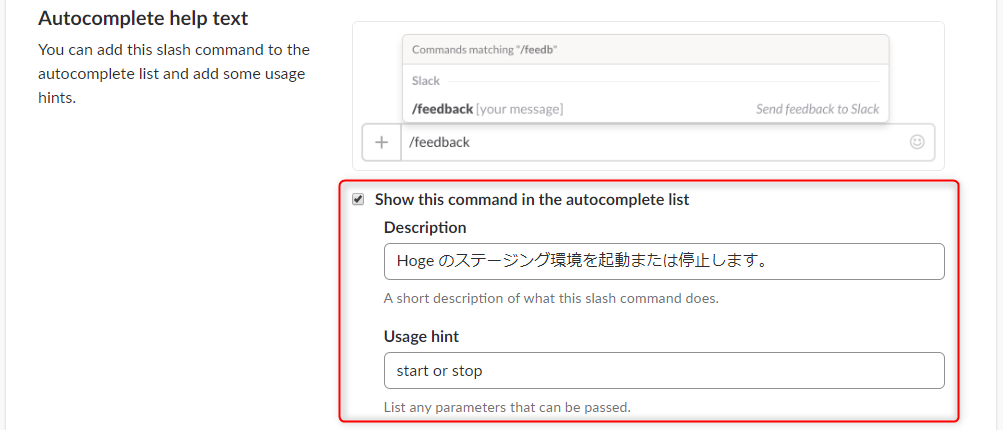 Autocomplete help text
You can add this slash command to the
autocomplete list and add some usage
hints.
Commands matching "/feedb"
Slack
/feedback [your message] Send feedback to Slack
/feedback
Show this command in the autocomplete list
Description
Hoge のステージング環境を起動または停止します。
A short description of what this slash command does.
Usage hint
start or stop
List any parameters that can be passed.